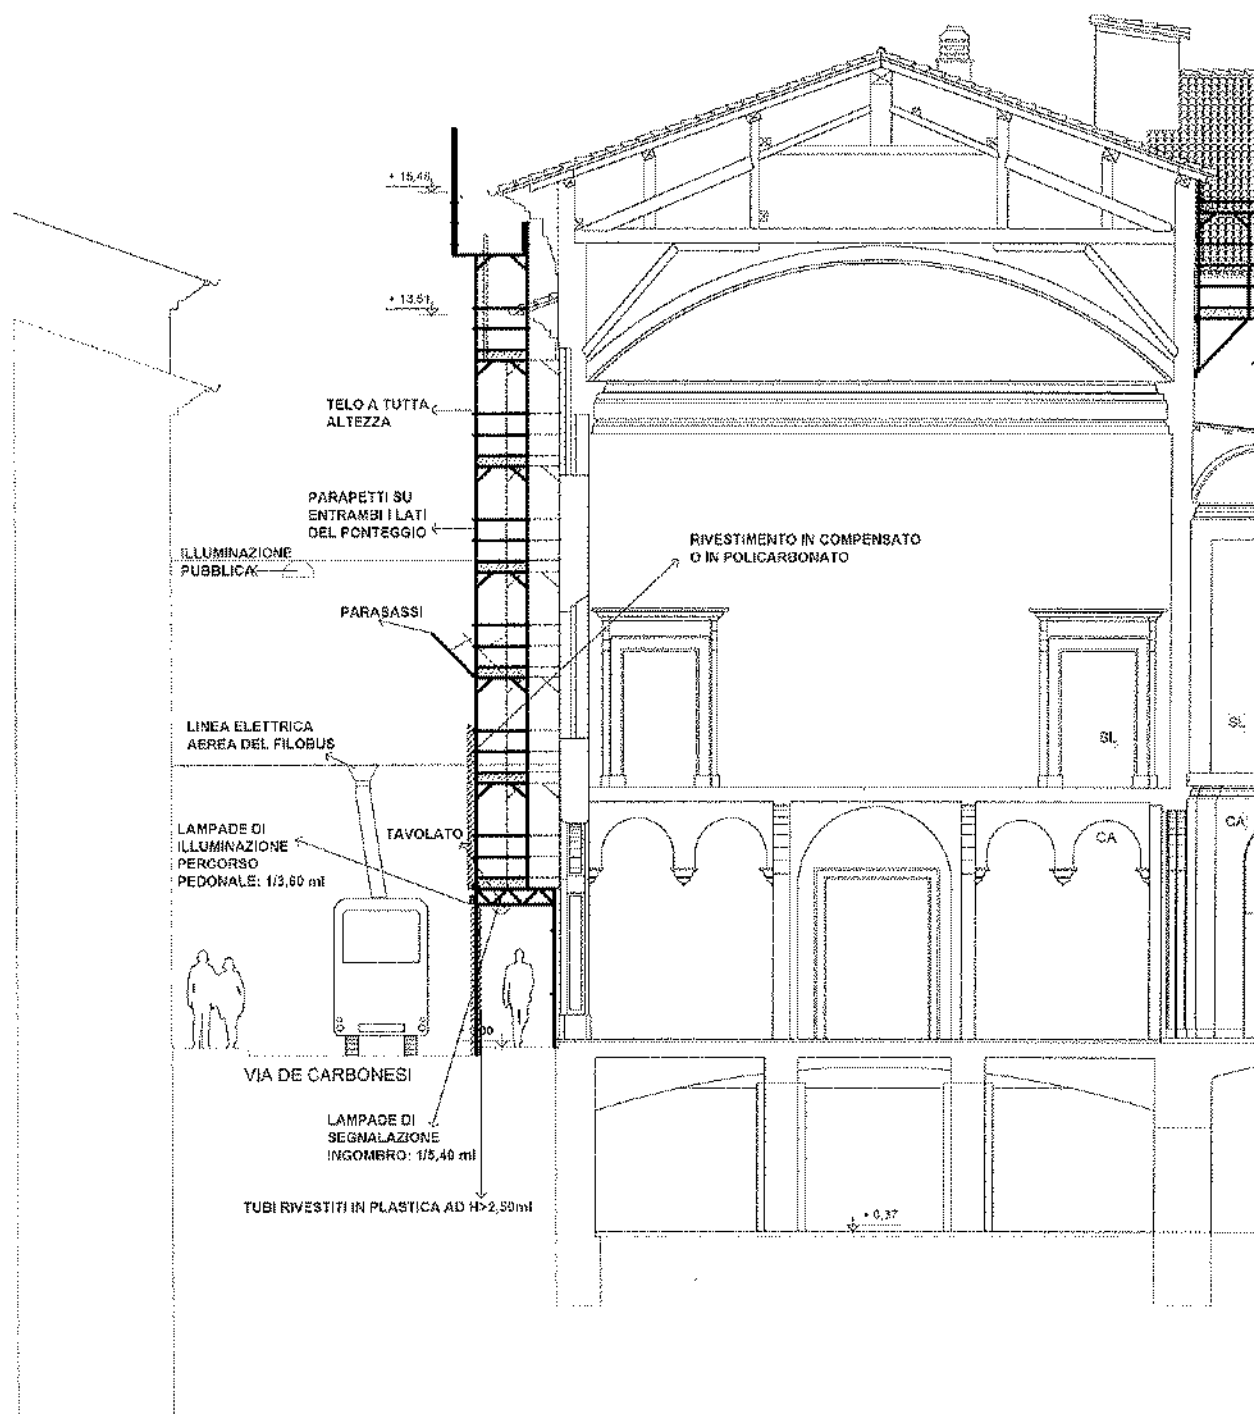 + 15,48
+ 13,51
TELO A TUTTA
ALTEZZA
PARAPETTI SU
ENTRAMBI I LATI
DEL PONTEGGIO
RIVESTIMENTO IN COMPENSATO
O IN POLICARBONATO
ILLUMINAZIONE
PUBBLICA
PARASASSI
LINEA ELETTRICA
AEREA DEL FILOBUS
SL
SL
LAMPADE DI
ILLUMINAZIONE
PERCORSO
PEDONALE: 1/3,60 ml
TAVOLATO
CA
CA
VIA DE CARBONESI
LAMPADE DI
SEGNALAZIONE
INGOMBRO: 1/5,40 ml
TUBI RIVESTITI IN PLASTICA AD H>2,50ml
+ 0,37